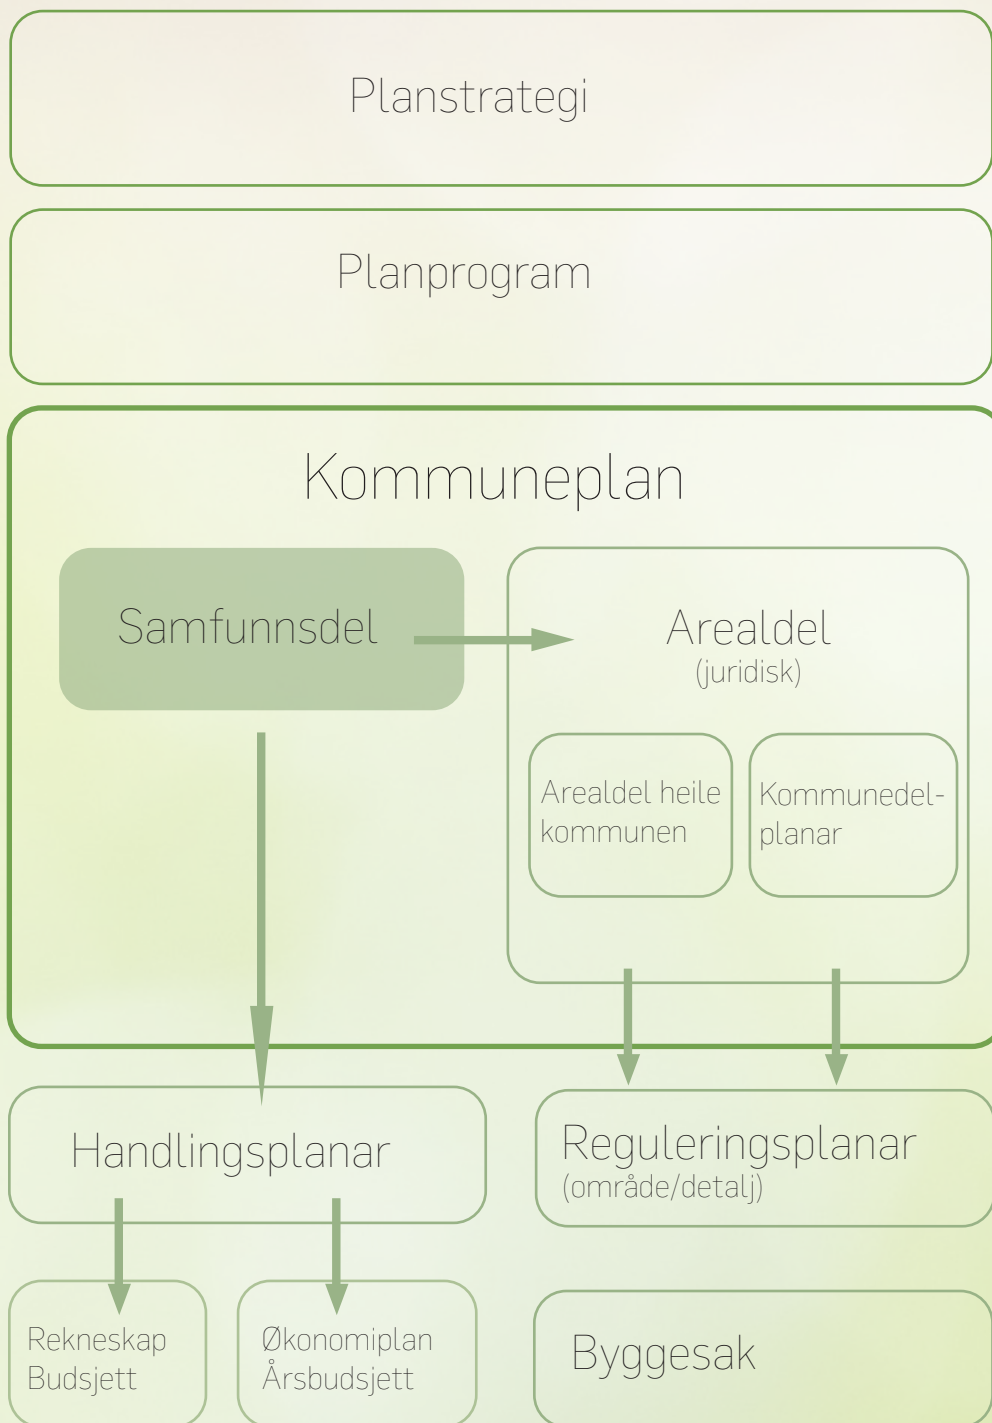 Planstrategi
Planprogram
Kommuneplan
Samfunnsdel
Arealdel
(juridisk)
Arealdel heile
kommunen
Kommunedel-
planar
Handlingsplanar
Reguleringsplanar
(område/detalj)
Rekneskap
Budsjett
Økonomiplan
Årsbudsjett
Byggesak